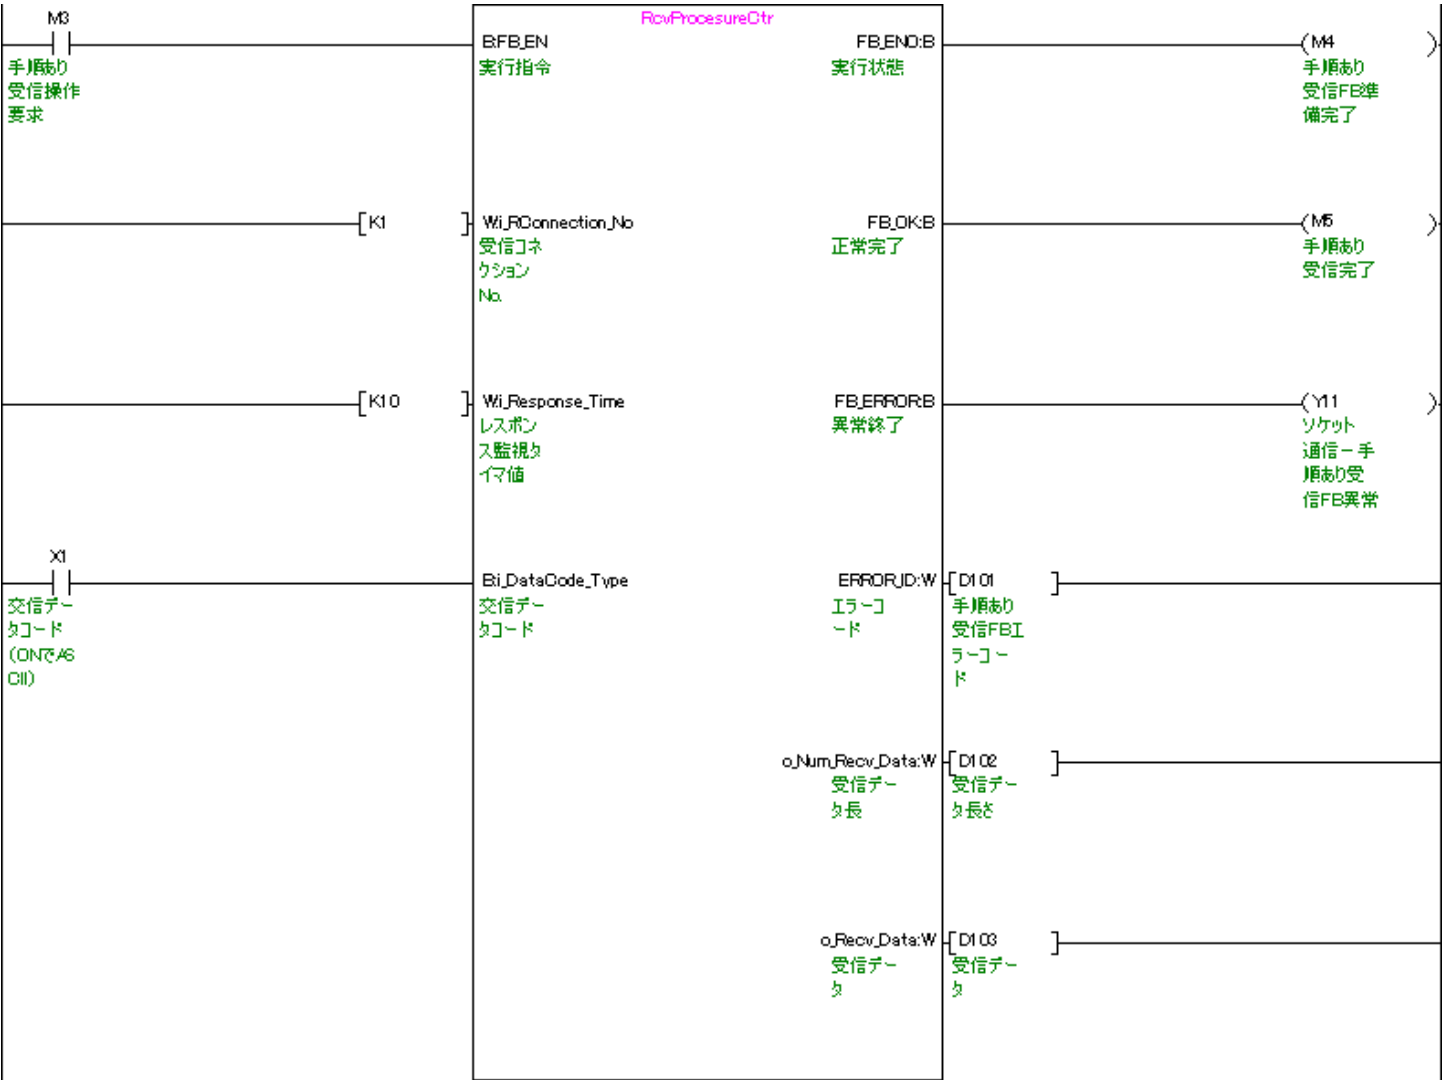 RcvProcesureCtr
M3
B:FB_EN
FB_ENO:B
M4
手順あり
受信操作
要求
実行指令
実行状態
手順あり
受信FB準
備完了
K1
W:i_RConnection_No
FB_OK:B
M5
受信コネ
クション
No.
正常完了
手順あり
受信完了
K10
W:i_Response_Time
FB_ERROR:B
Y11
レスポン
ス監視タ
イマ値
異常終了
ソケット
通信－手
順あり受
信FB異常
X1
B:i_DataCode_Type
ERROR_ID:W
D101
交信デー
タコード
(ONでAS
CII)
交信デー
タコード
エラーコ
ード
手順あり
受信FBエ
ラーコー
ド
o_Num_Recv_Data:W
D102
受信デー
タ長
受信デー
タ長さ
o_Recv_Data:W
D103
受信デー
タ
受信デー
タ